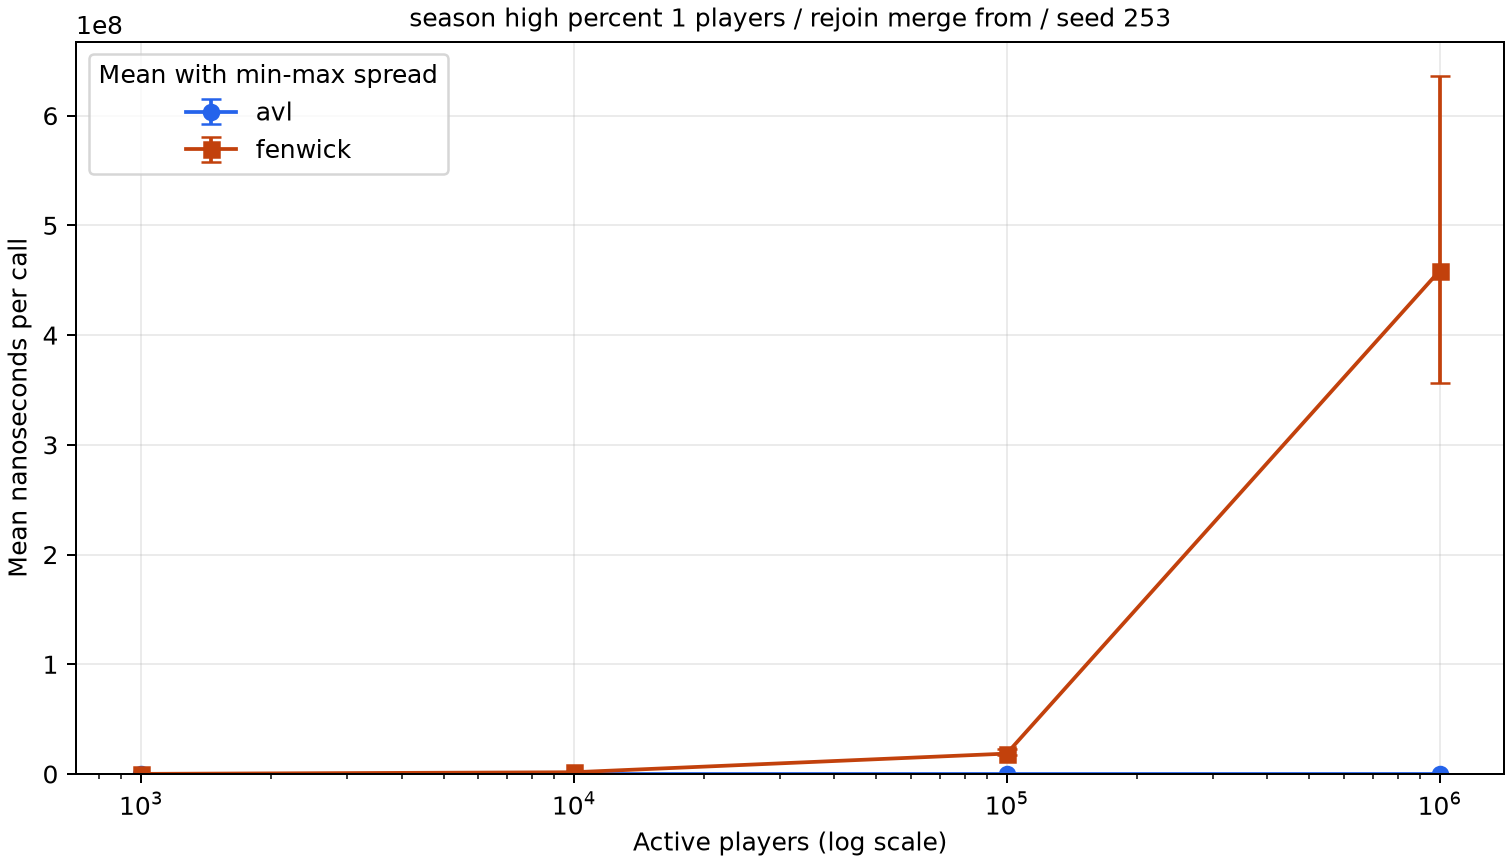 season high percent 1 players / rejoin merge from / seed 253
1e8
Mean with min-max spread
avl
fenwick
6
5
4
3
2
1
0
Mean nanoseconds per call
10³
10⁴
10⁵
10⁶
Active players (log scale)